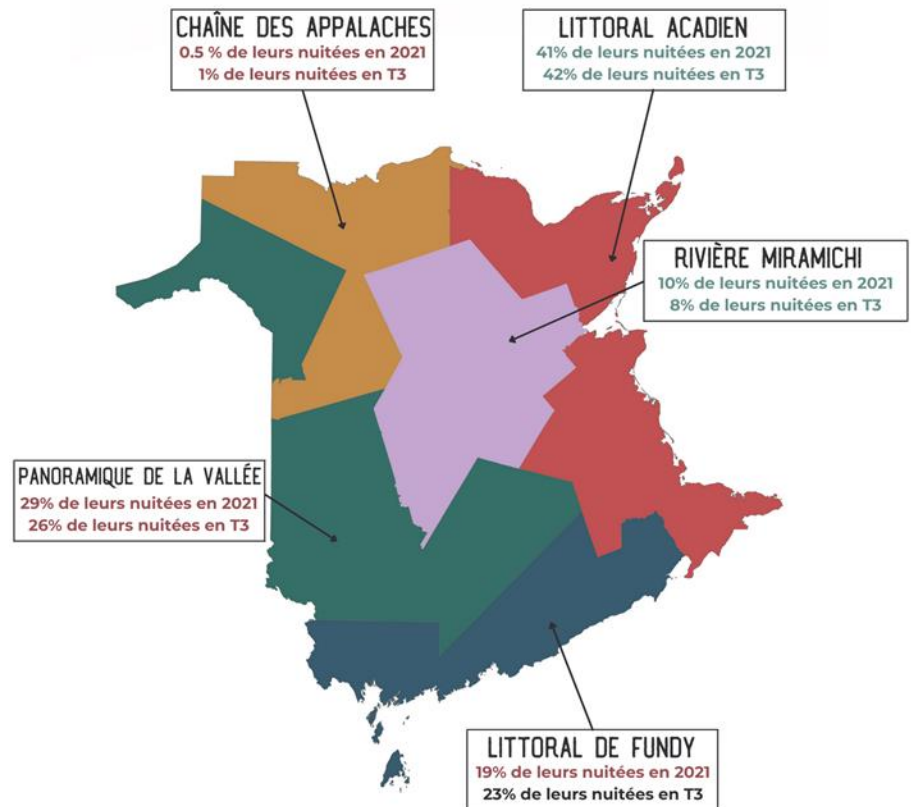 CHAÎNE DES APPALACHES
0.5 % de leurs nuitées en 2021
1% de leurs nuitées en T3
LITTORAL ACADIEN
41% de leurs nuitées en 2021
42% de leurs nuitées en T3
RIVIÈRE MIRAMICHI
10% de leurs nuitées en 2021
8% de leurs nuitées en T3
PANORAMIQUE DE LA VALLÉE
29% de leurs nuitées en 2021
26% de leurs nuitées en T3
LITTORAL DE FUNDY
19% de leurs nuitées en 2021
23% de leurs nuitées en T3